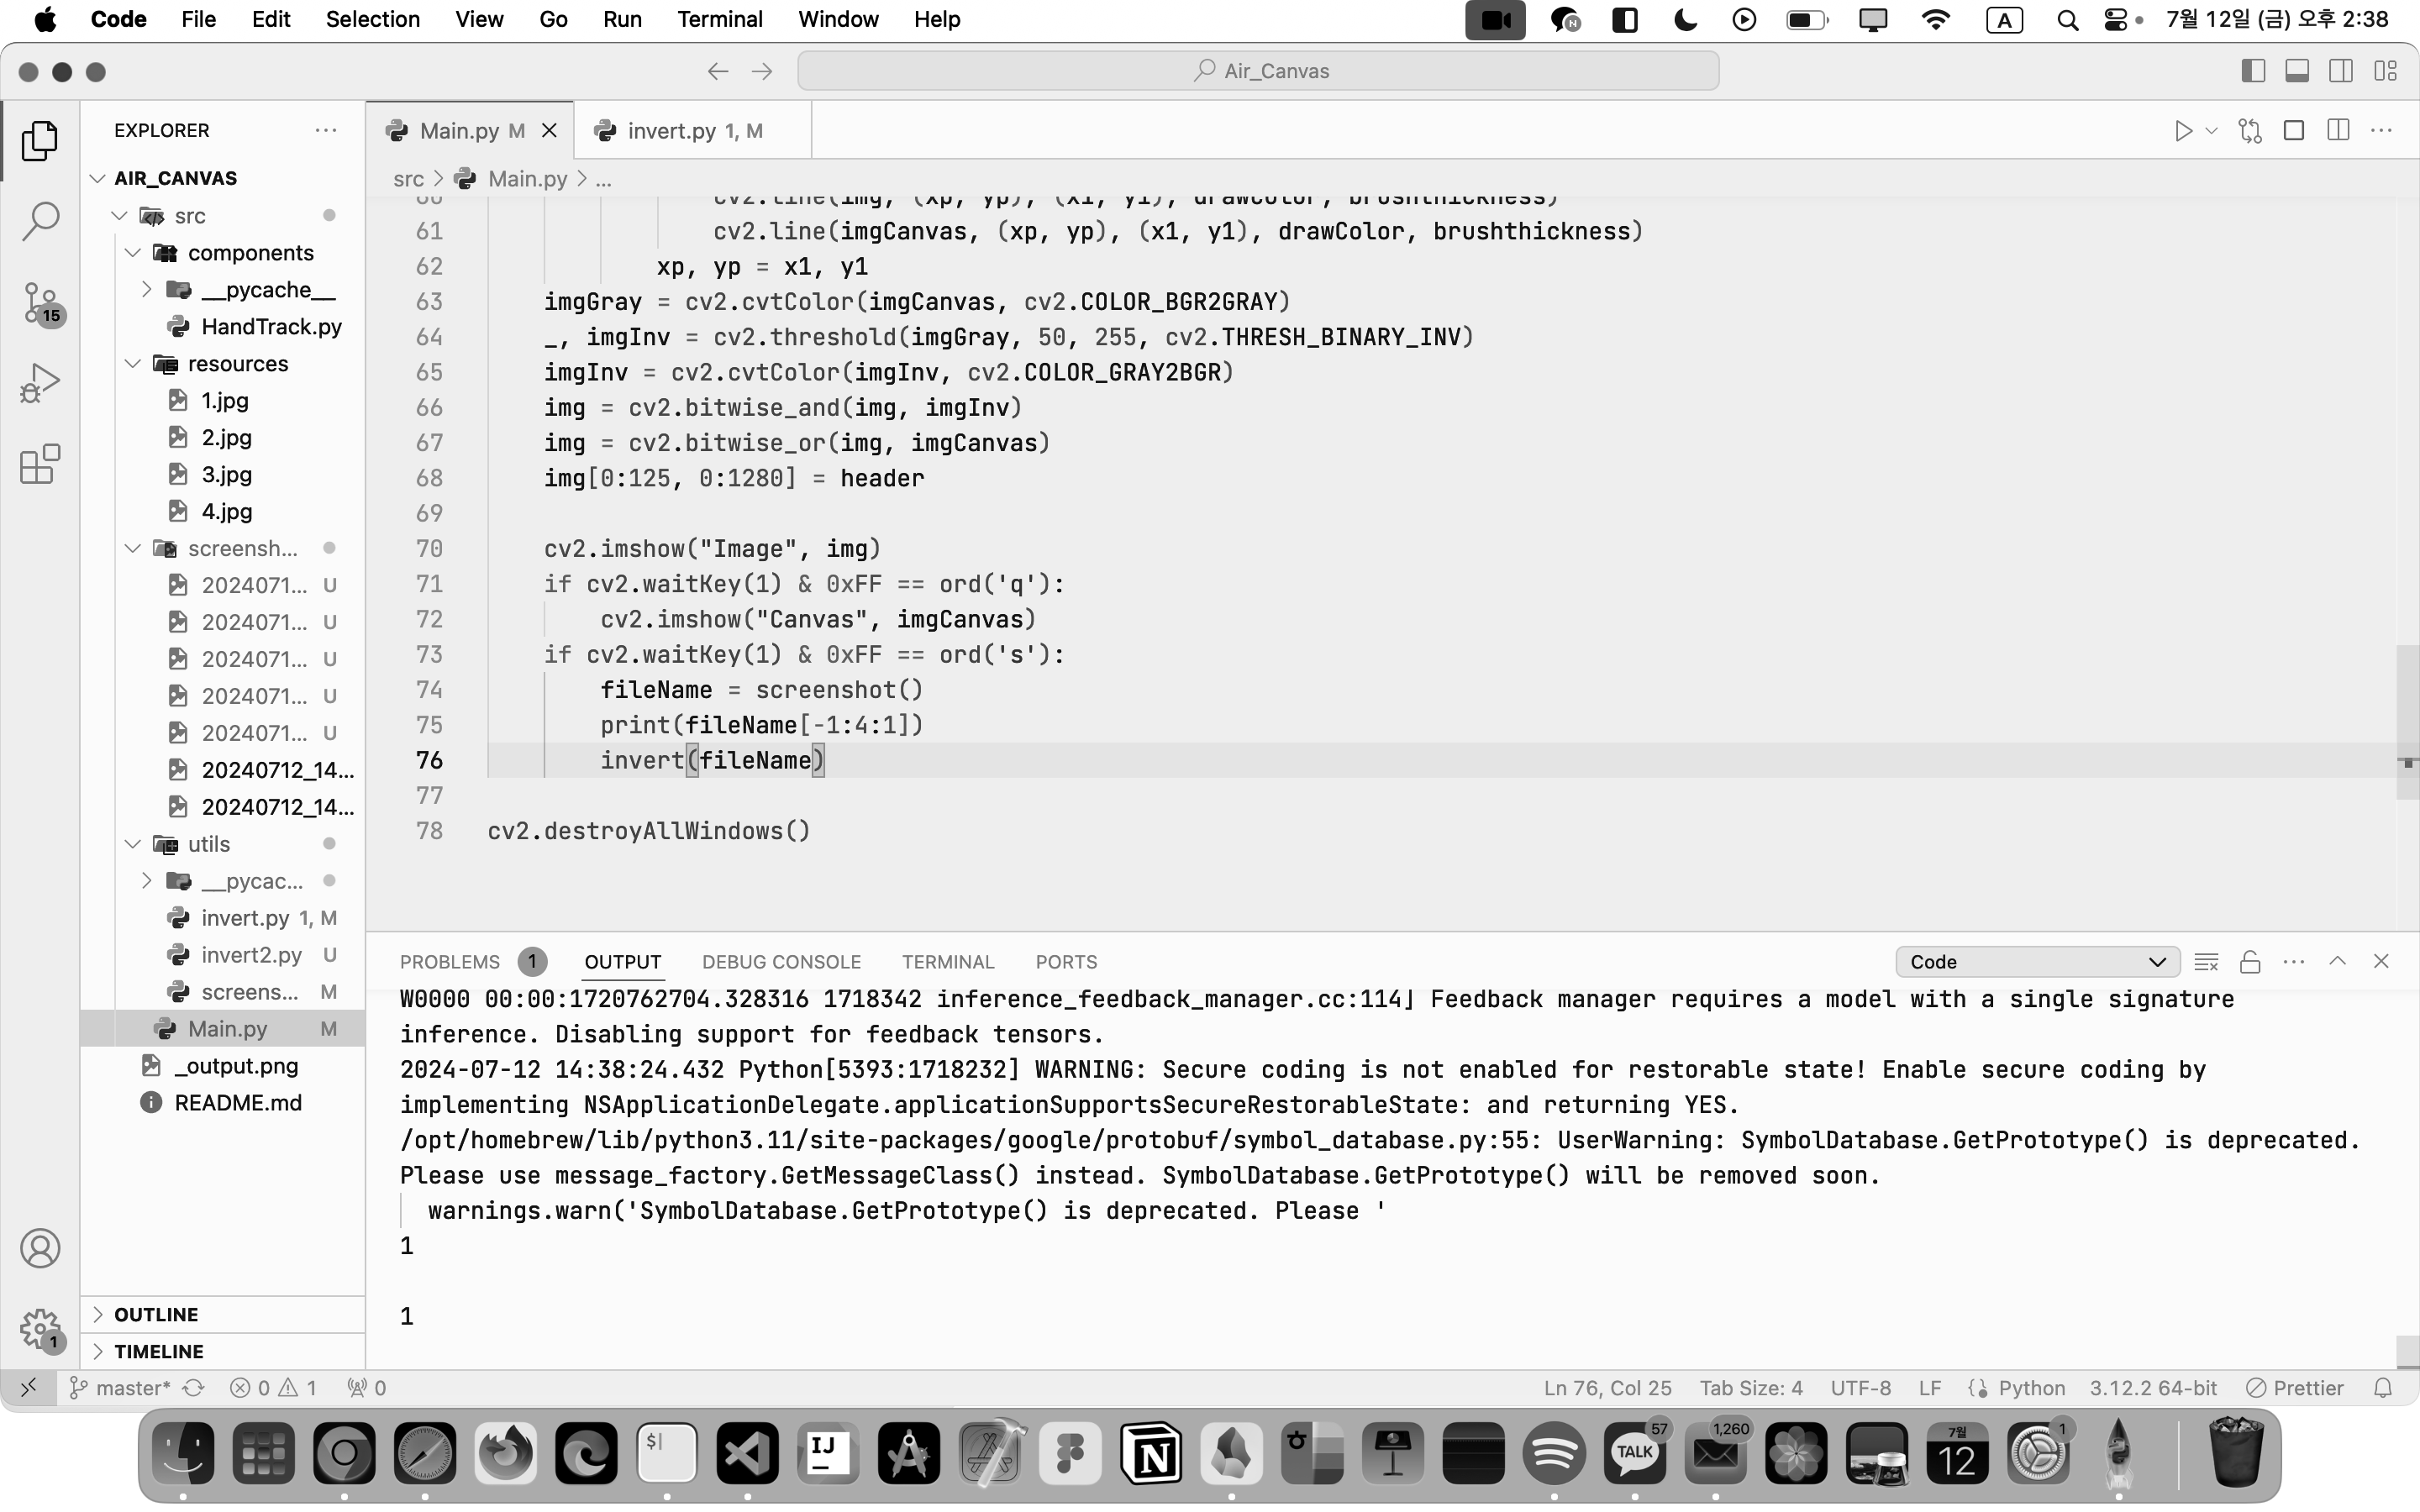 Code File Edit Selection View Go Run Terminal Window Help
A 7월 12일 (금) 오후 2:38
Air_Canvas
EXPLORER
AIR_CANVAS
src
components
__pycache__
HandTrack.py
resources
1.jpg
2.jpg
3.jpg
4.jpg
screensh...
2024071... U
2024071... U
2024071... U
2024071... U
2024071... U
20240712_14...
20240712_14...
utils
__pycac...
invert.py 1, M
invert2.py U
screens... M
Main.py M
_output.png
README.md
OUTLINE
TIMELINE
15
1
Main.py M
invert.py 1, M
src > Main.py > ...
60 cv2.line(img, (xp, yp), (x1, y1), drawColor, brushthickness)
61 cv2.line(imgCanvas, (xp, yp), (x1, y1), drawColor, brushthickness)
62 xp, yp = x1, y1
63 imgGray = cv2.cvtColor(imgCanvas, cv2.COLOR_BGR2GRAY)
64 _, imgInv = cv2.threshold(imgGray, 50, 255, cv2.THRESH_BINARY_INV)
65 imgInv = cv2.cvtColor(imgInv, cv2.COLOR_GRAY2BGR)
66 img = cv2.bitwise_and(img, imgInv)
67 img = cv2.bitwise_or(img, imgCanvas)
68 img[0:125, 0:1280] = header
69
70 cv2.imshow("Image", img)
71 if cv2.waitKey(1) & 0xFF == ord('q'):
72 cv2.imshow("Canvas", imgCanvas)
73 if cv2.waitKey(1) & 0xFF == ord('s'):
74 fileName = screenshot()
75 print(fileName[-1:4:1])
76 invert(fileName)
77
78 cv2.destroyAllWindows()
PROBLEMS 1 OUTPUT DEBUG CONSOLE TERMINAL PORTS
Code
W0000 00:00:1720762704.328316 1718342 inference_feedback_manager.cc:114] Feedback manager requires a model with a single signature
inference. Disabling support for feedback tensors.
2024-07-12 14:38:24.432 Python[5393:1718232] WARNING: Secure coding is not enabled for restorable state! Enable secure coding by
implementing NSApplicationDelegate.applicationSupportsSecureRestorableState: and returning YES.
/opt/homebrew/lib/python3.11/site-packages/google/protobuf/symbol_database.py:55: UserWarning: SymbolDatabase.GetPrototype() is deprecated.
Please use message_factory.GetMessageClass() instead. SymbolDatabase.GetPrototype() will be removed soon.
warnings.warn('SymbolDatabase.GetPrototype() is deprecated. Please '
1
1
master* 0 1 0
Ln 76, Col 25 Tab Size: 4 UTF-8 LF Python 3.12.2 64-bit Prettier
$
IJ
N
ㅎ
TALK
57
1,260
7월
12
1